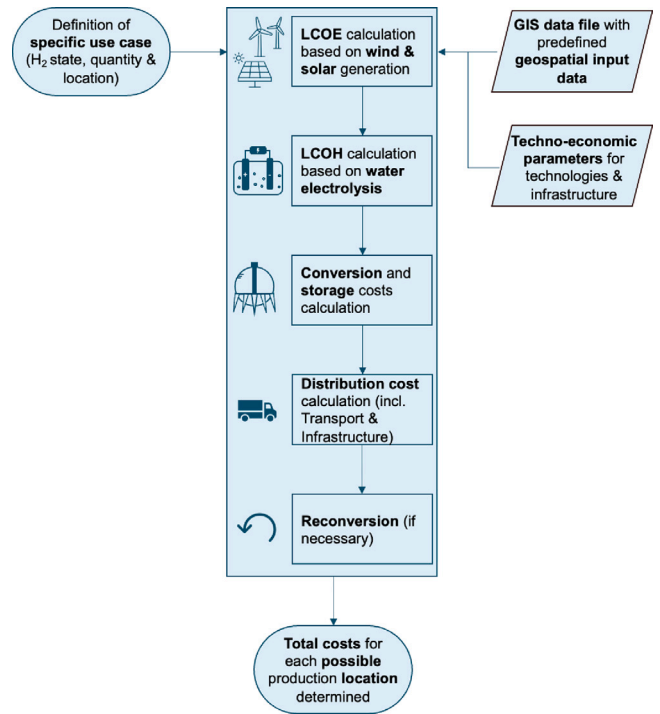 Definition of
specific use case
(H₂ state, quantity &
location)
LCOE calculation
based on wind &
solar generation
GIS data file with
predefined
geospatial input
data
Techno-economic
parameters for
technologies &
infrastructure
LCOH calculation
based on water
electrolysis
Conversion and
storage costs
calculation
Distribution cost
calculation (incl.
Transport &
Infrastructure)
Reconversion (if
necessary)
Total costs for
each possible
production location
determined